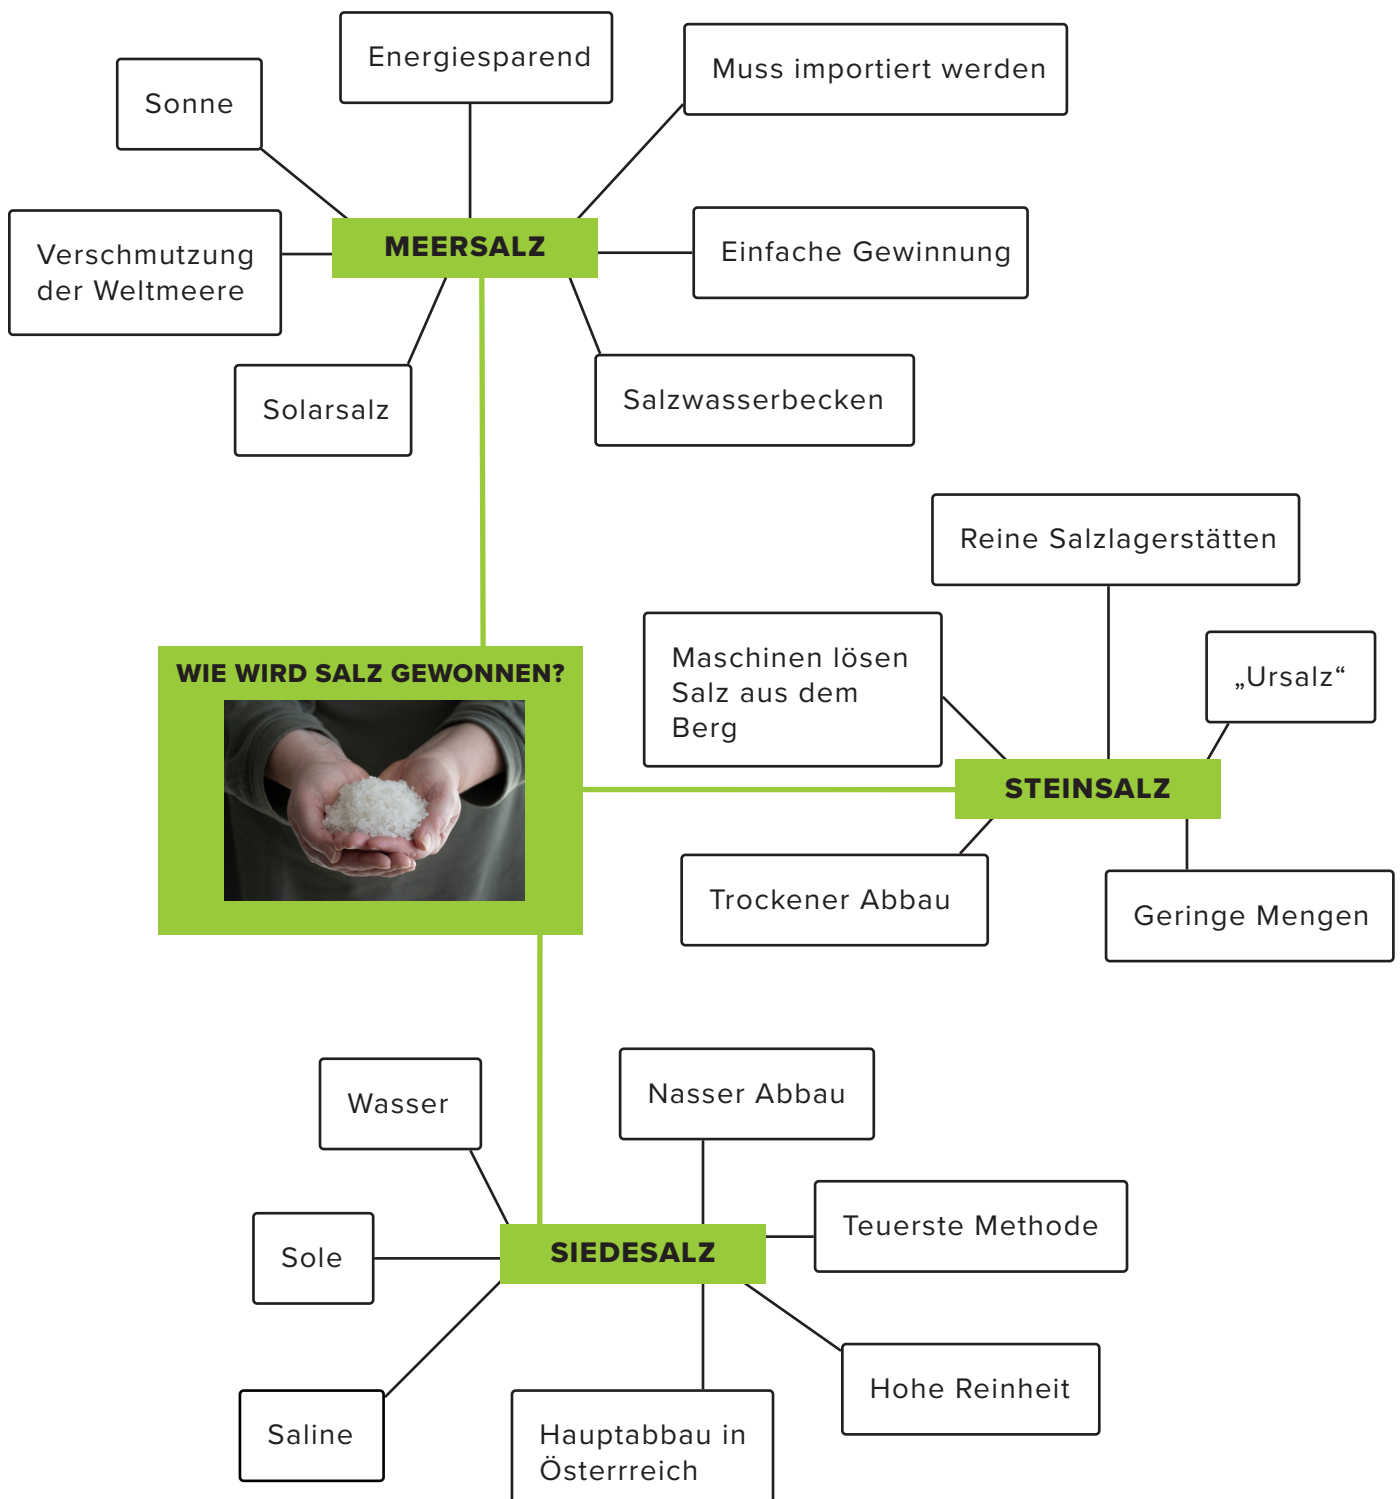 Energiesparend
Muss importiert werden
Sonne
Verschmutzung
der Weltmeere
MEERSALZ
Einfache Gewinnung
Solarsalz
Salzwasserbecken
Reine Salzlagerstätten
Maschinen lösen
Salz aus dem
Berg
„Ursalz“
WIE WIRD SALZ GEWONNEN?
STEINSALZ
Trockener Abbau
Geringe Mengen
Wasser
Nasser Abbau
Sole
SIEDESALZ
Teuerste Methode
Saline
Hauptabbau in
Österrreich
Hohe Reinheit